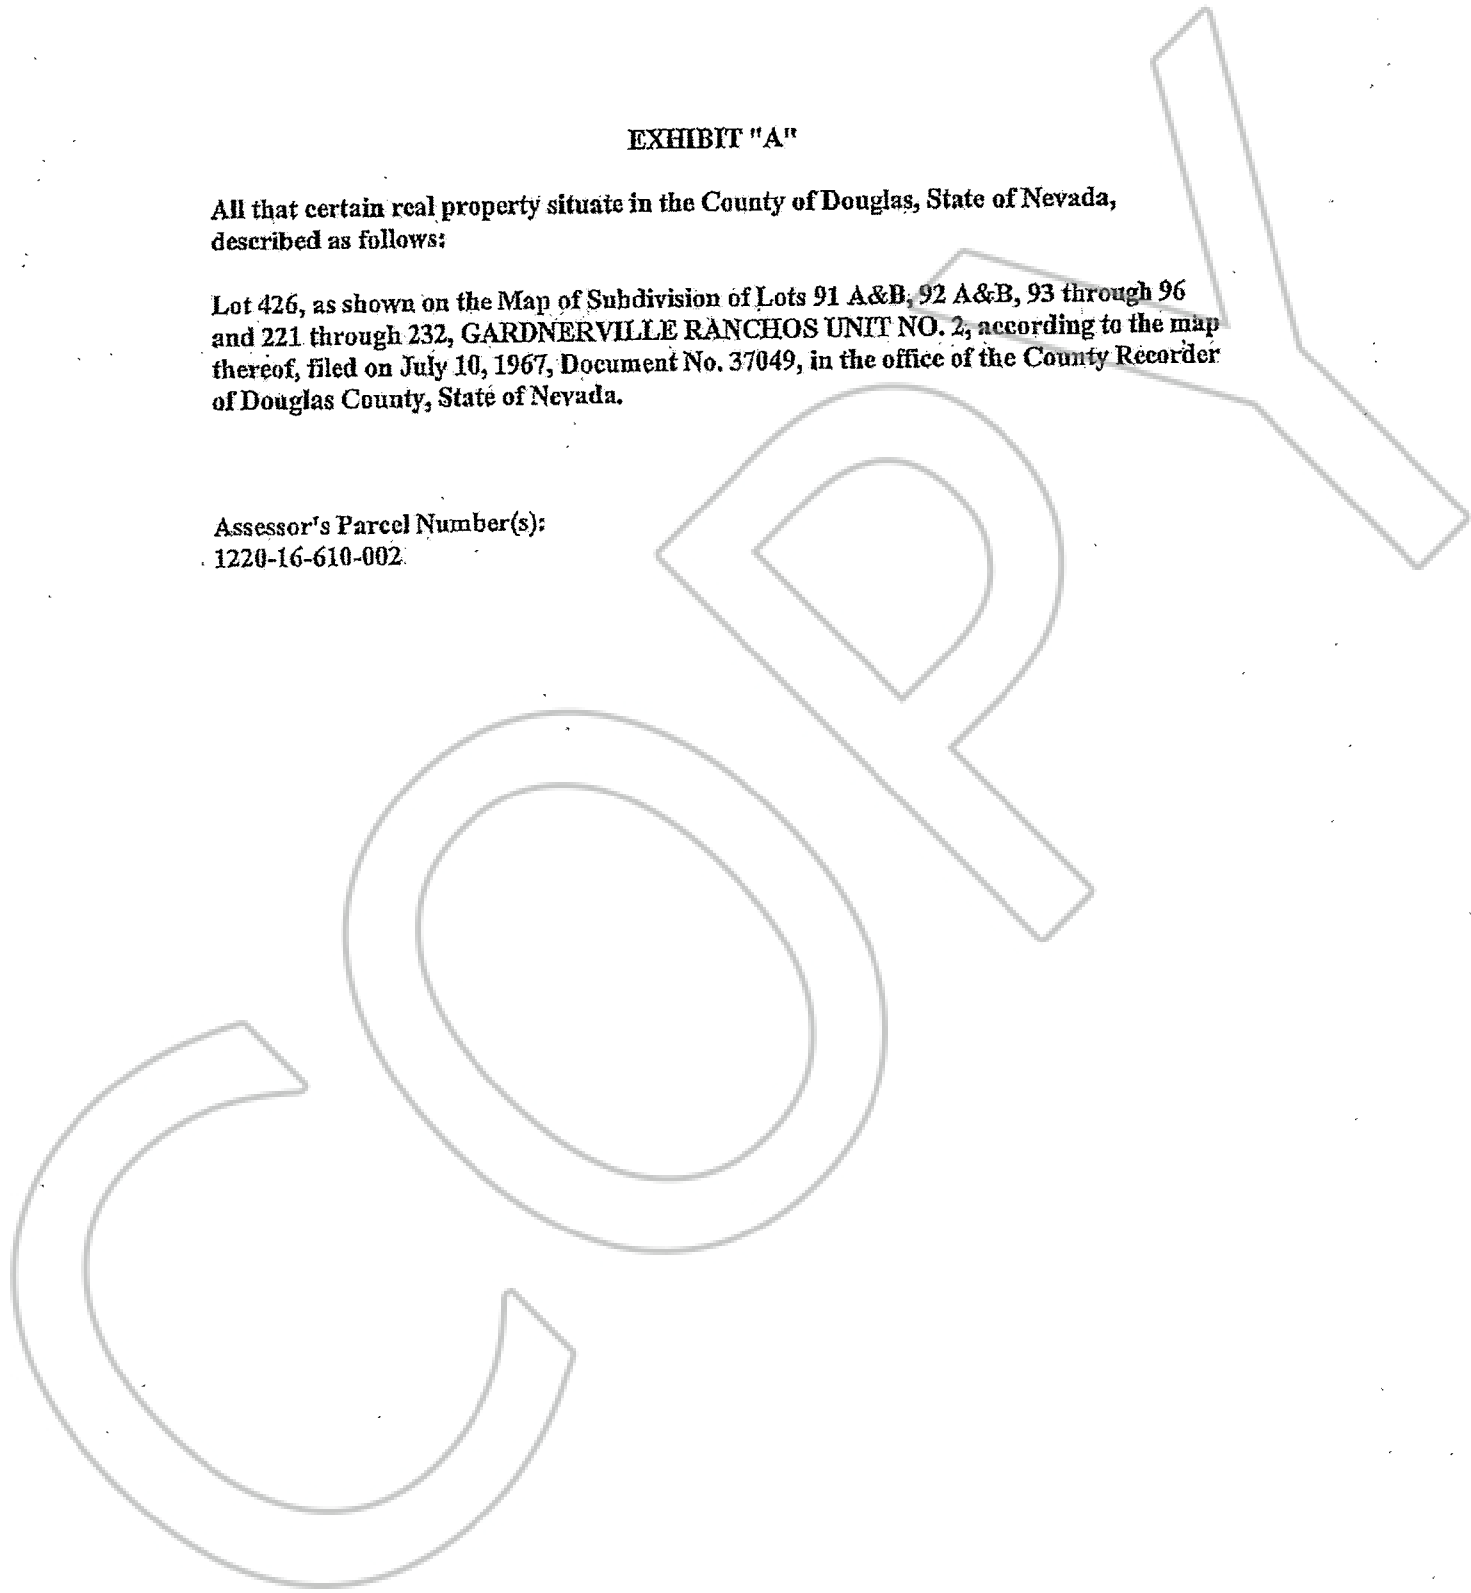 EXHIBIT "A"
All that certain real property situate in the County of Douglas, State of Nevada,
described as follows:
Lot 426, as shown on the Map of Subdivision of Lots 91 A&B, 92 A&B, 93 through 96
and 221 through 232, GARDNERVILLE RANCHOS UNIT NO. 2, according to the map
thereof, filed on July 10, 1967, Document No. 37049, in the office of the County Recorder
of Douglas County, State of Nevada.
Assessor's Parcel Number(s):
1220-16-610-002
COPY